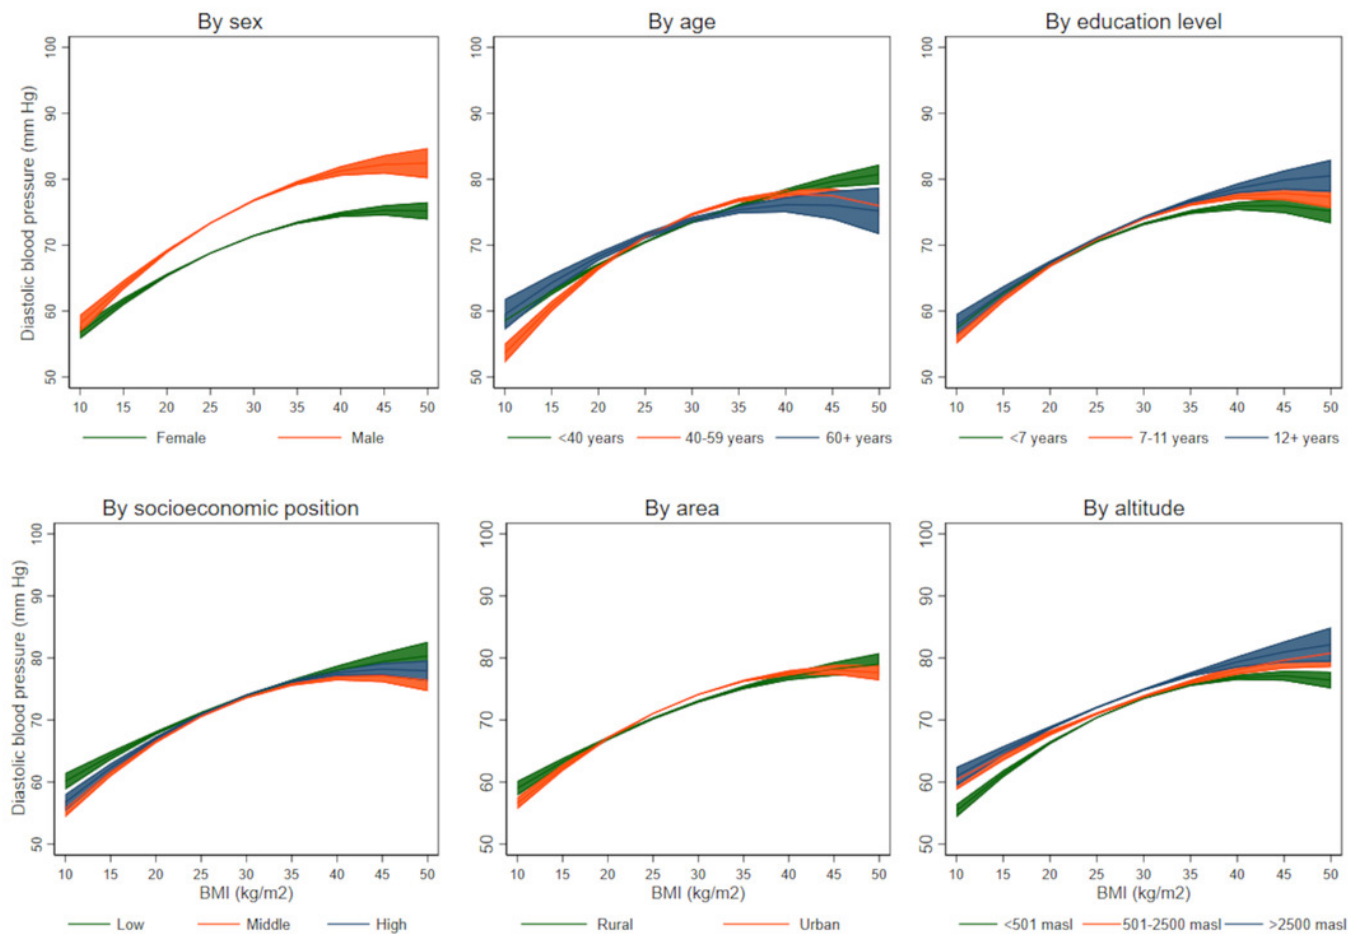 By sex
By age
By education level
Diastolic blood pressure (mm Hg)
100
90
80
70
60
50
100
90
80
70
60
50
100
90
80
70
60
50
10 15 20 25 30 35 40 45 50
10 15 20 25 30 35 40 45 50
10 15 20 25 30 35 40 45 50
Female Male
<40 years 40-59 years 60+ years
<7 years 7-11 years 12+ years
By socioeconomic position
By area
By altitude
Diastolic blood pressure (mm Hg)
100
90
80
70
60
50
100
90
80
70
60
50
100
90
80
70
60
50
10 15 20 25 30 35 40 45 50
10 15 20 25 30 35 40 45 50
10 15 20 25 30 35 40 45 50
BMI (kg/m2)
BMI (kg/m2)
BMI (kg/m2)
Low Middle High
Rural Urban
<501 masl 501-2500 masl >2500 masl